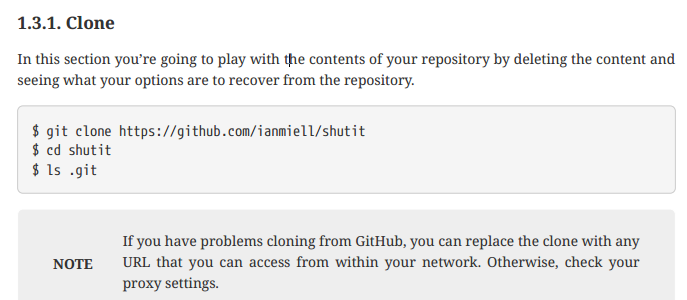 1.3.1. Clone
In this section you're going to play with the contents of your repository by deleting the content and
seeing what your options are to recover from the repository.
$ git clone https://github.com/ianmiell/shutit
$ cd shutit
$ ls .git
If you have problems cloning from GitHub, you can replace the clone with any
NOTE URL that you can access from within your network. Otherwise, check your
proxy settings.